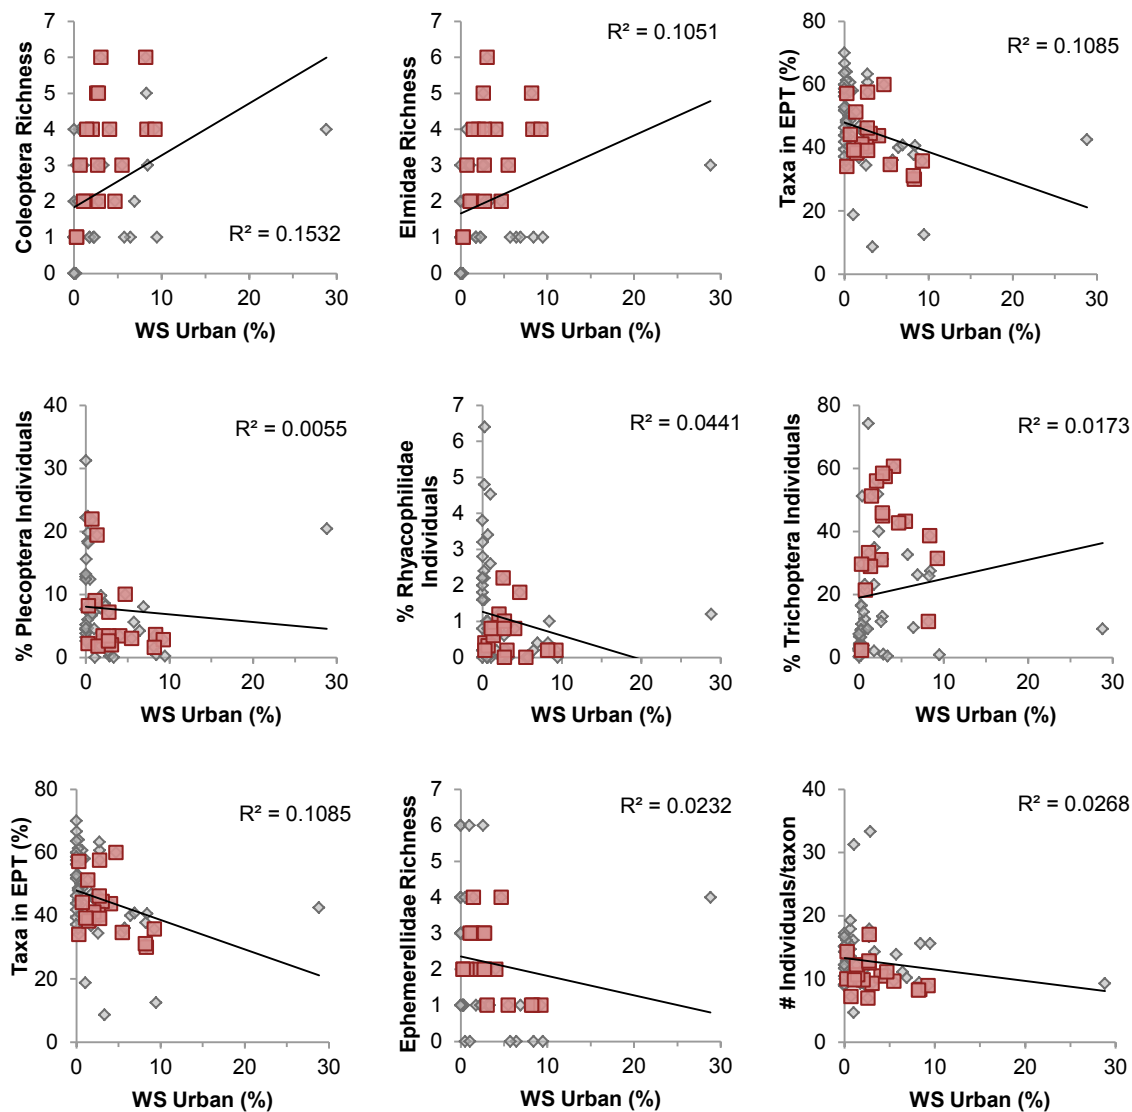 Coleoptera Richness
7
6
5
4
3
2
1
0
R² = 0.1532
0 10 20 30
WS Urban (%)
Elmidae Richness
7
6
5
4
3
2
1
0
R² = 0.1051
0 10 20 30
WS Urban (%)
Taxa in EPT (%)
80
60
40
20
0
R² = 0.1085
0 10 20 30
WS Urban (%)
% Plecoptera Individuals
40
30
20
10
0
R² = 0.0055
0 10 20 30
WS Urban (%)
% Rhyacophilidae
Individuals
7
6
5
4
3
2
1
0
R² = 0.0441
0 10 20 30
WS Urban (%)
% Trichoptera Individuals
80
60
40
20
0
R² = 0.0173
0 10 20 30
WS Urban (%)
Taxa in EPT (%)
80
60
40
20
0
R² = 0.1085
0 10 20 30
WS Urban (%)
Ephemerellidae Richness
7
6
5
4
3
2
1
0
R² = 0.0232
0 10 20 30
WS Urban (%)
# Individuals/taxon
40
30
20
10
0
R² = 0.0268
0 10 20 30
WS Urban (%)